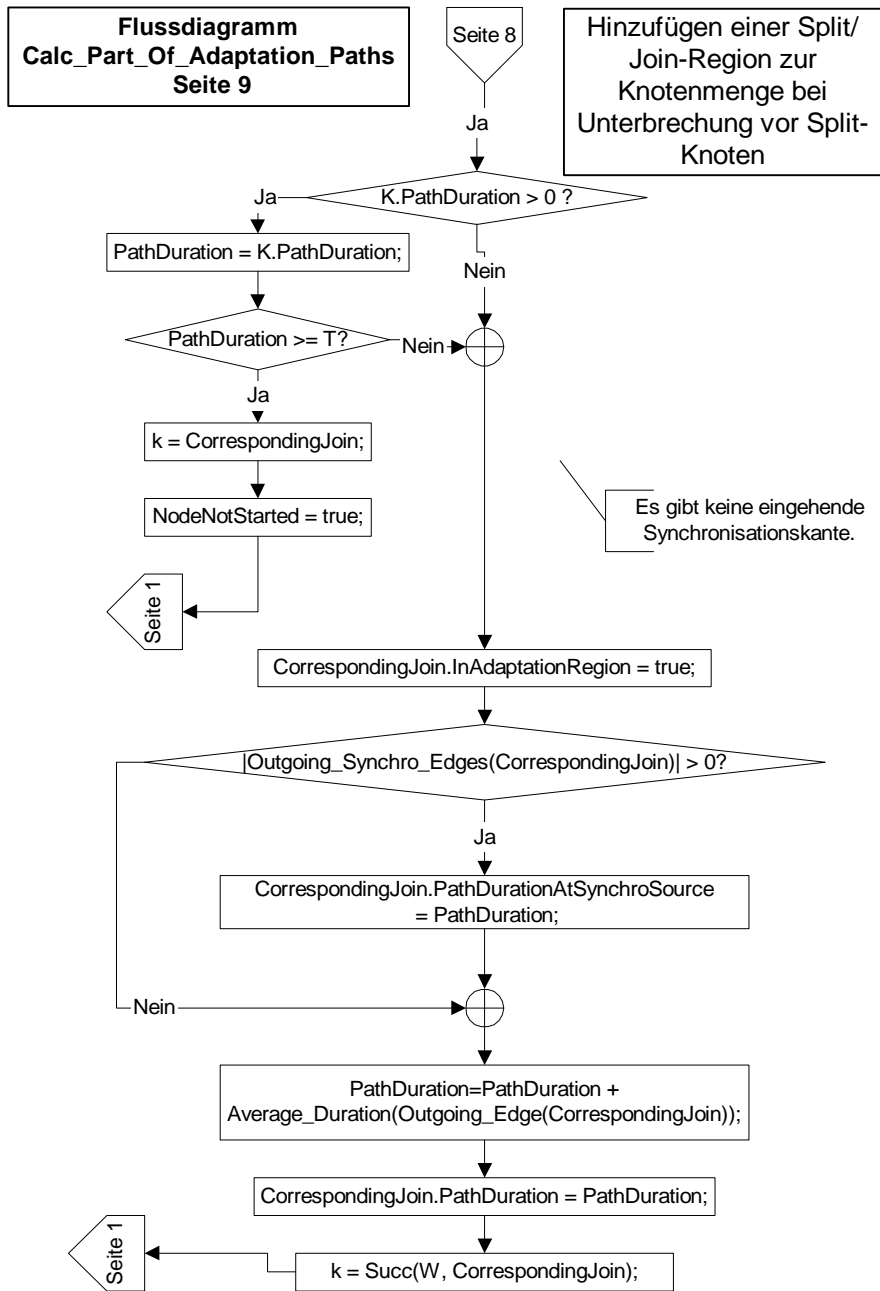 Flussdiagramm
Calc_Part_Of_Adaptation_Paths
Seite 9
Seite 8
Hinzufügen einer Split/
Join-Region zur
Knotenmenge bei
Unterbrechung vor Split-
Knoten
Ja
K.PathDuration > 0 ?
Ja
PathDuration = K.PathDuration;
Nein
PathDuration >= T?
Nein
Ja
k = CorrespondingJoin;
NodeNotStarted = true;
Es gibt keine eingehende
Synchronisationskante.
Seite 1
CorrespondingJoin.InAdaptationRegion = true;
|Outgoing_Synchro_Edges(CorrespondingJoin)| > 0?
Ja
CorrespondingJoin.PathDurationAtSynchroSource
= PathDuration;
Nein
PathDuration=PathDuration +
Average_Duration(Outgoing_Edge(CorrespondingJoin));
CorrespondingJoin.PathDuration = PathDuration;
Seite 1
k = Succ(W, CorrespondingJoin);